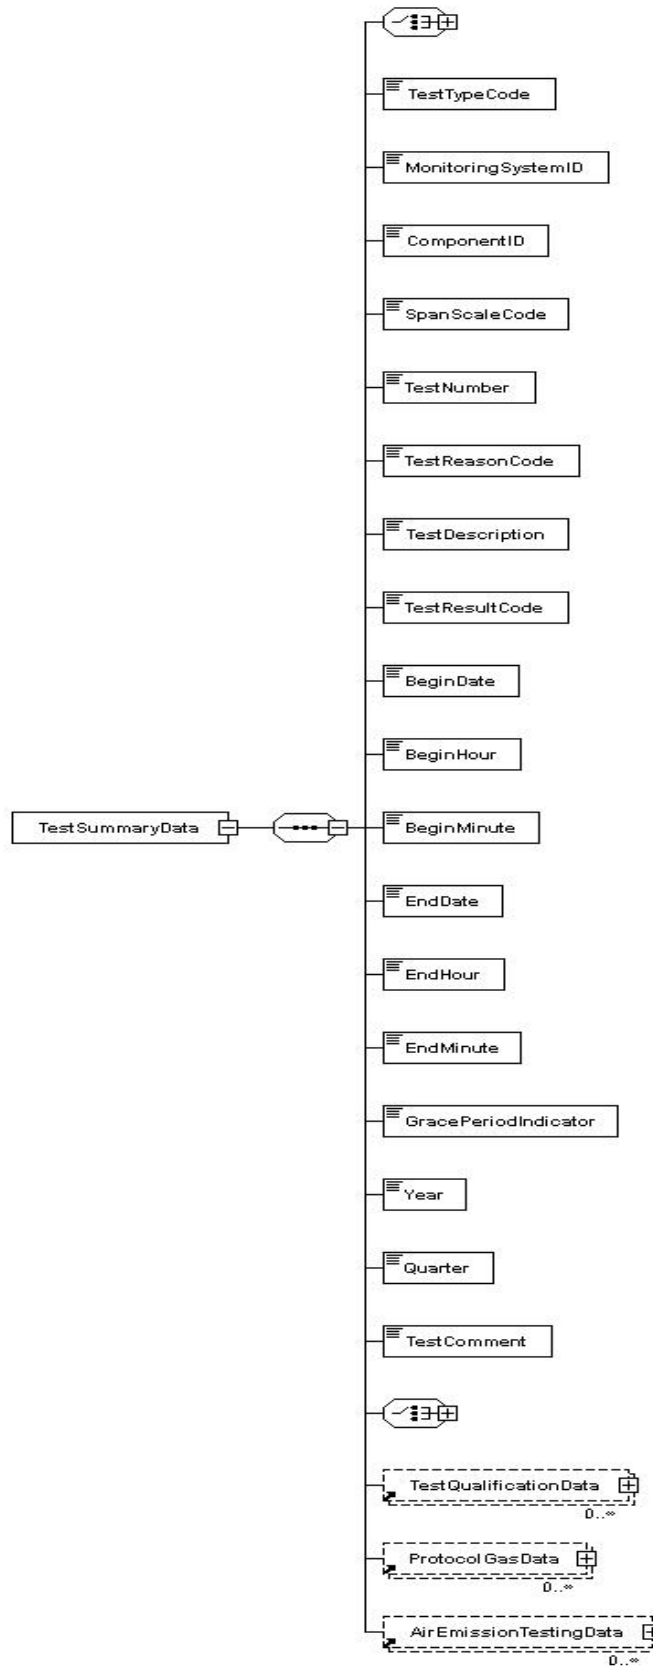 TestTypeCode
MonitoringSystemID
ComponentID
SpanScaleCode
TestNumber
TestReasonCode
TestDescription
TestResultCode
BeginDate
BeginHour
TestSummaryData
BeginMinute
EndDate
EndHour
EndMinute
GracePeriodIndicator
Year
Quarter
TestComment
TestQualificationData
0..∞
ProtocolGasData
0..∞
AirEmissionTestingData
0..∞